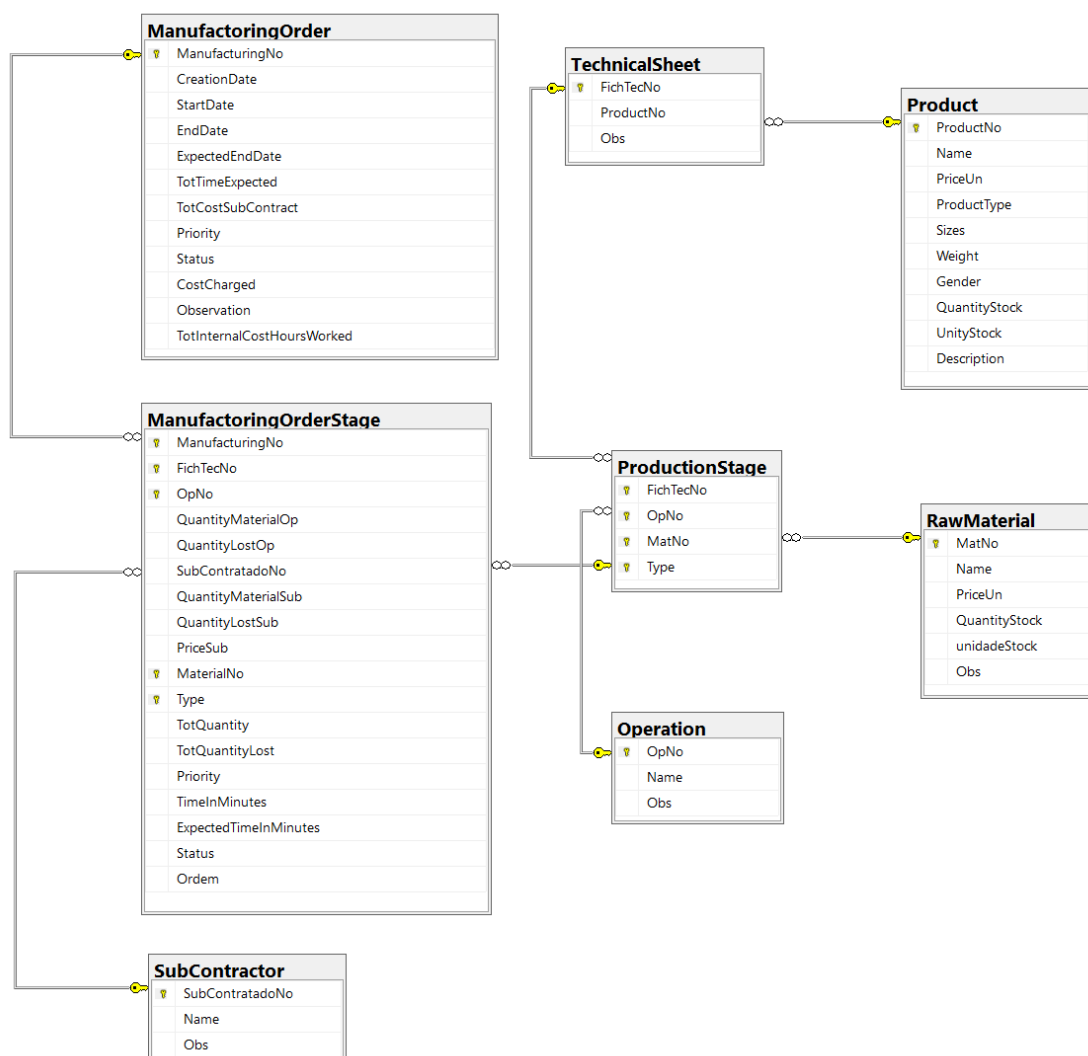 ManufactoringOrder
ManufacturingNo
CreationDate
StartDate
EndDate
ExpectedEndDate
TotTimeExpected
TotCostSubContract
Priority
Status
CostCharged
Observation
TotInternalCostHoursWorked
TechnicalSheet
FichTecNo
ProductNo
Obs
Product
ProductNo
Name
PriceUn
ProductType
Sizes
Weight
Gender
QuantityStock
UnityStock
Description
ManufactoringOrderStage
ManufacturingNo
FichTecNo
OpNo
QuantityMaterialOp
QuantityLostOp
SubContratadoNo
QuantityMaterialSub
QuantityLostSub
PriceSub
MaterialNo
Type
TotQuantity
TotQuantityLost
Priority
TimeInMinutes
ExpectedTimeInMinutes
Status
Ordem
ProductionStage
FichTecNo
OpNo
MatNo
Type
RawMaterial
MatNo
Name
PriceUn
QuantityStock
unidadeStock
Obs
Operation
OpNo
Name
Obs
SubContractor
SubContratadoNo
Name
Obs